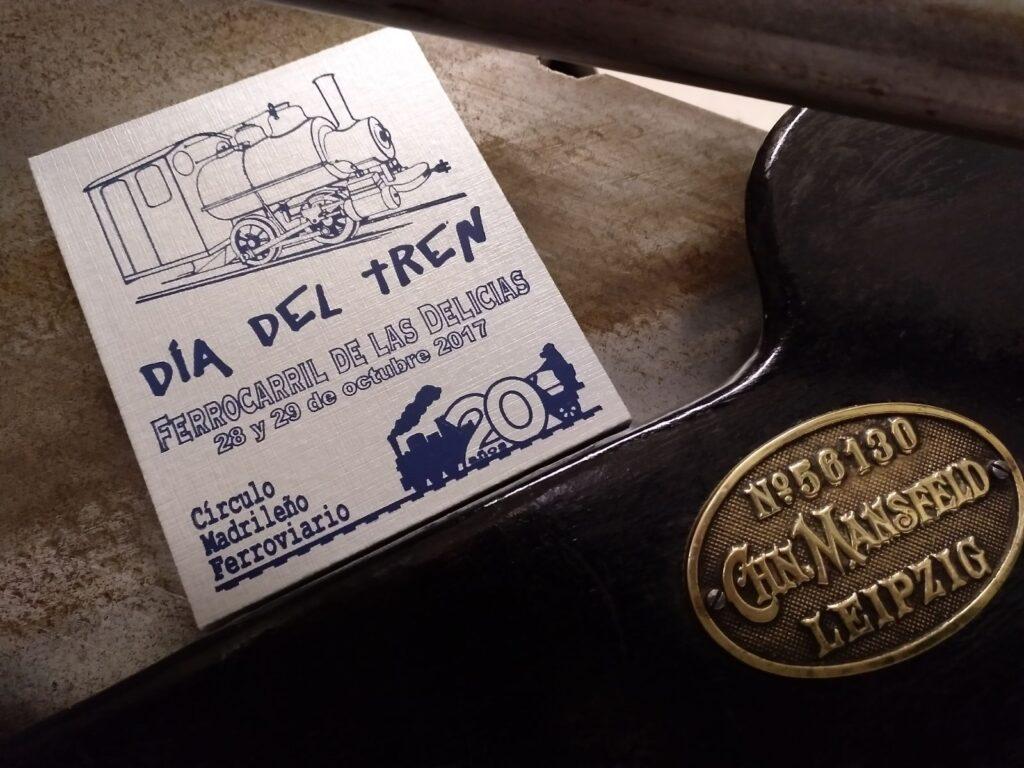 DÍA DEL tREN
FERROCARRIL DE LAS DELICIAS
28 y 29 de octubre 2017
20
años
Círculo
Madrileño
Ferroviario
Nº 56130
CHN. MANSFELD
LEIPZIG